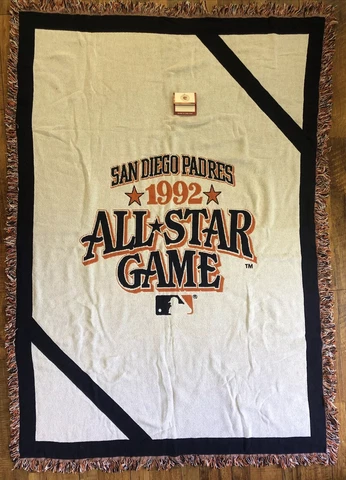 SAN DIEGO PADRES
★ 1992 ★
ALL★STAR
GAME ™